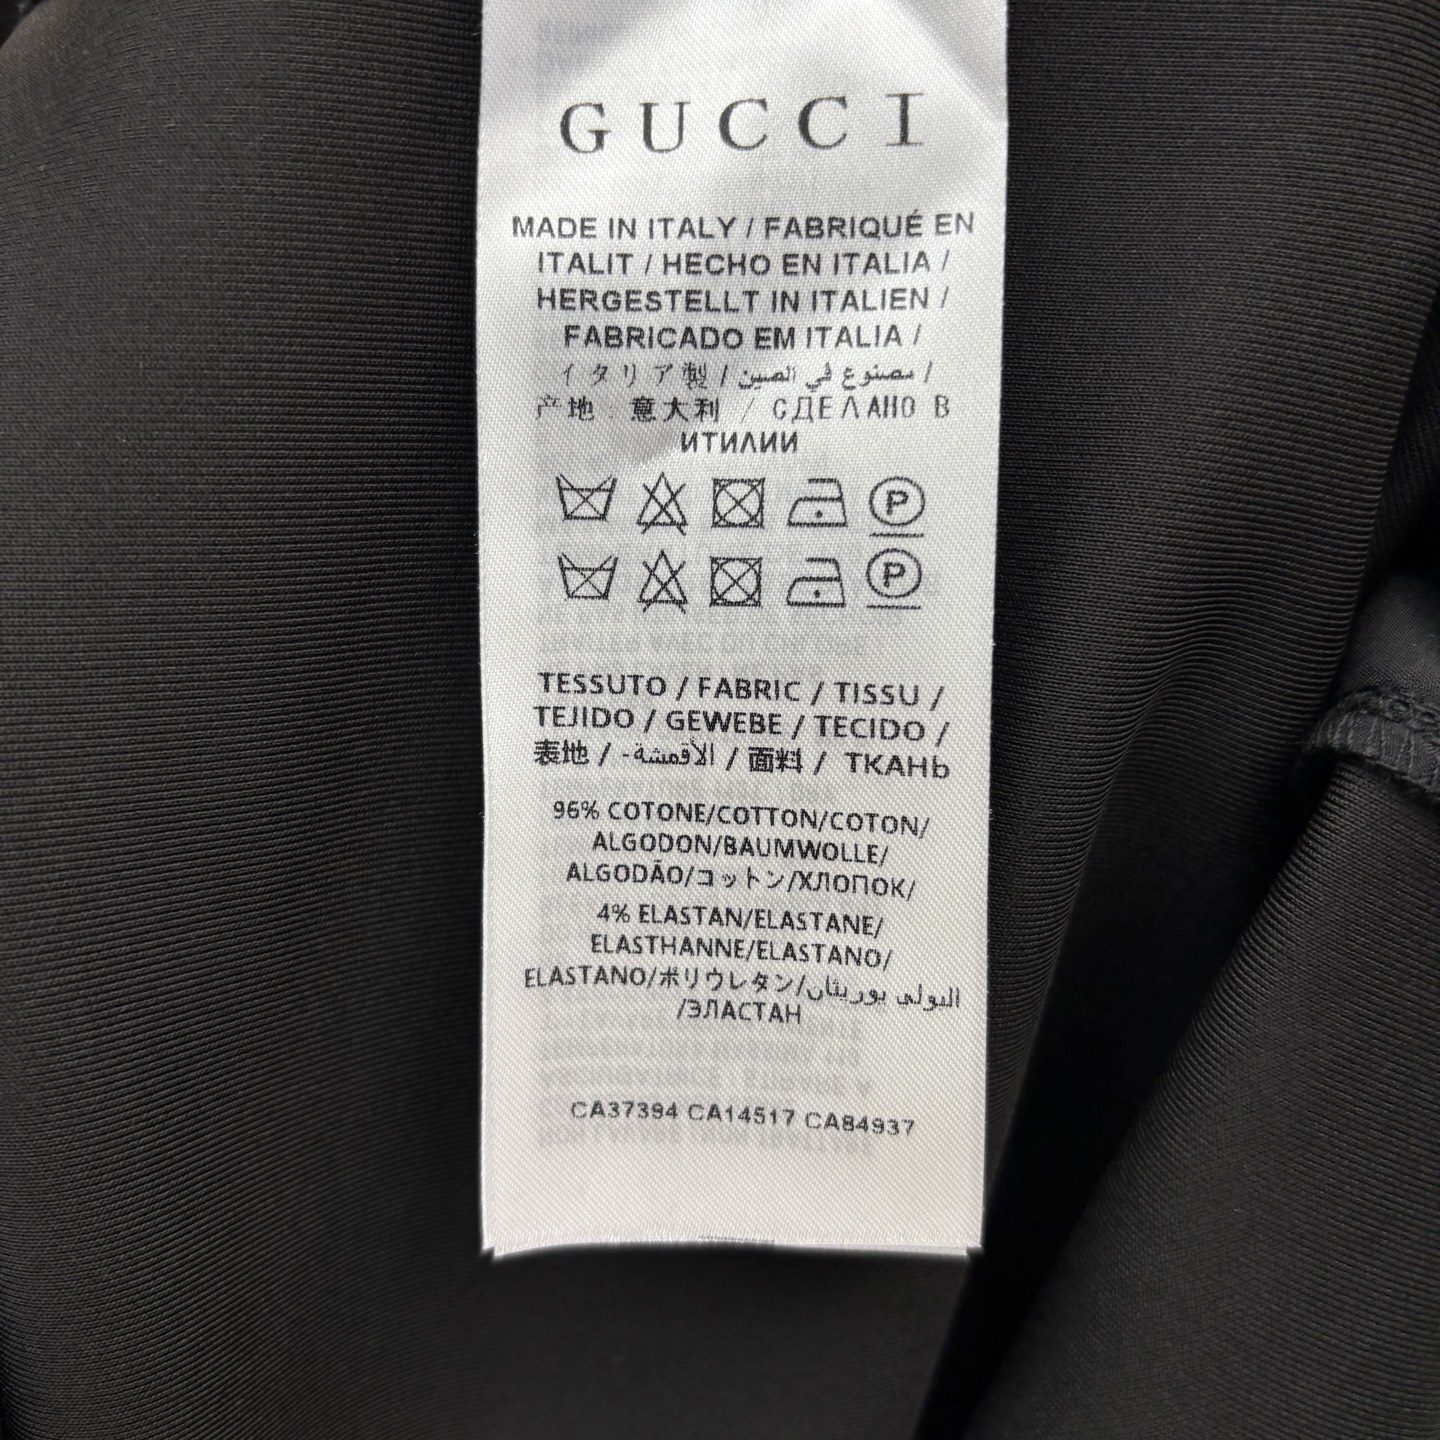 GUCCI
MADE IN ITALY / FABRIQUÉ EN
ITALIT / HECHO EN ITALIA /
HERGESTELLT IN ITALIEN /
FABRICADO EM ITALIA /
イタリア製 / مصنوع في الصين /
产地 : 意大利 / СДЕЛАНО В
ИТИЛИИ
P
P
TESSUTO / FABRIC / TISSU /
TEJIDO / GEWEBE / TECIDO /
表地 / -الأقمشة / 面料 / ТКАНЬ
96% COTONE/COTTON/COTON/
ALGODON/BAUMWOLLE/
ALGODÃO/コットン/ХЛОПОК/
4% ELASTAN/ELASTANE/
ELASTHANNE/ELASTANO/
ELASTANO/ポリウレタン/البولى يوريثان
/ЭЛАСТАН
CA37394 CA14517 CA84937